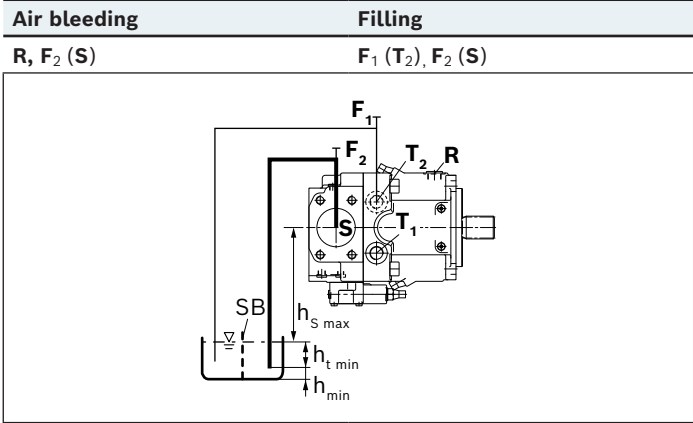 Air bleeding Filling
R, F2 (S) F1 (T2), F2 (S)
F1
F2 T2 R
S T1
SB hS max
ht min
hmin